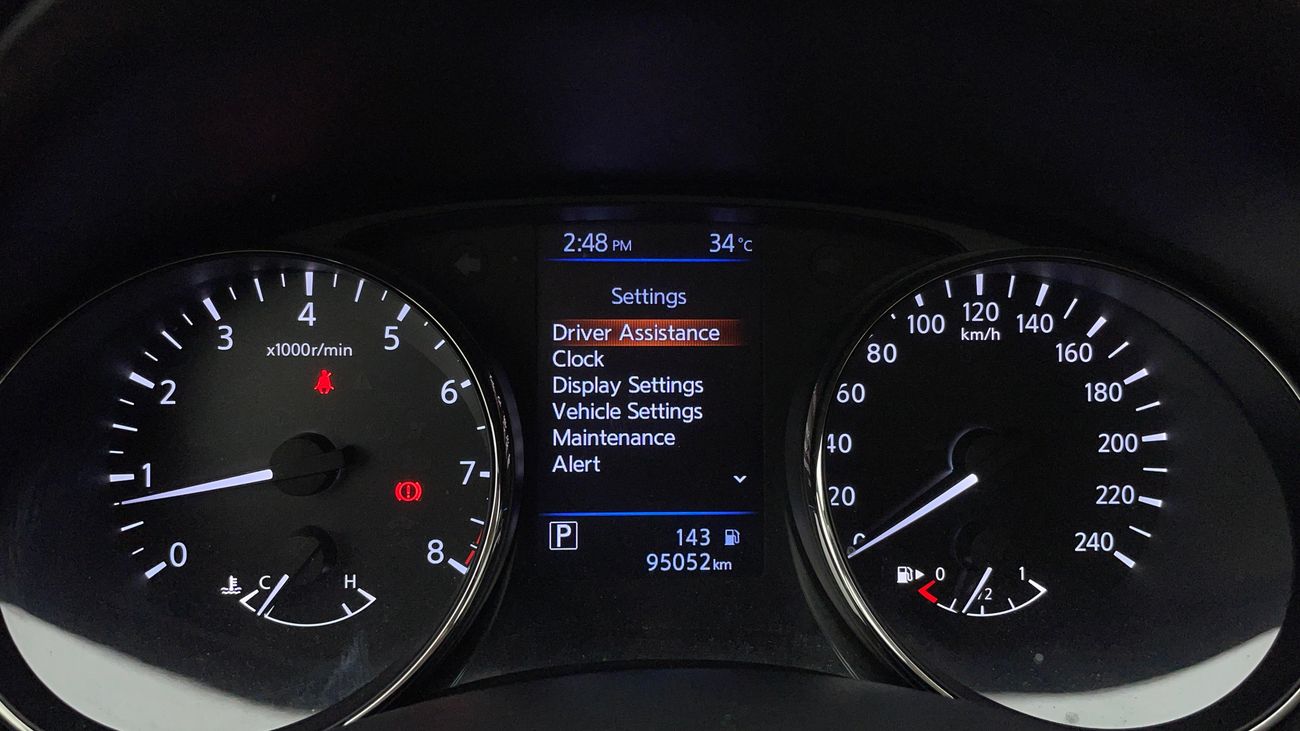 2:48 PM 34°C
Settings
Driver Assistance
Clock
Display Settings
Vehicle Settings
Maintenance
Alert
P 143
95052 km
0 1 2 3 4 5 6 7 8
x1000r/min
C H
0 20 40 60 80 100 120 140 160 180 200 220 240
km/h
0 1